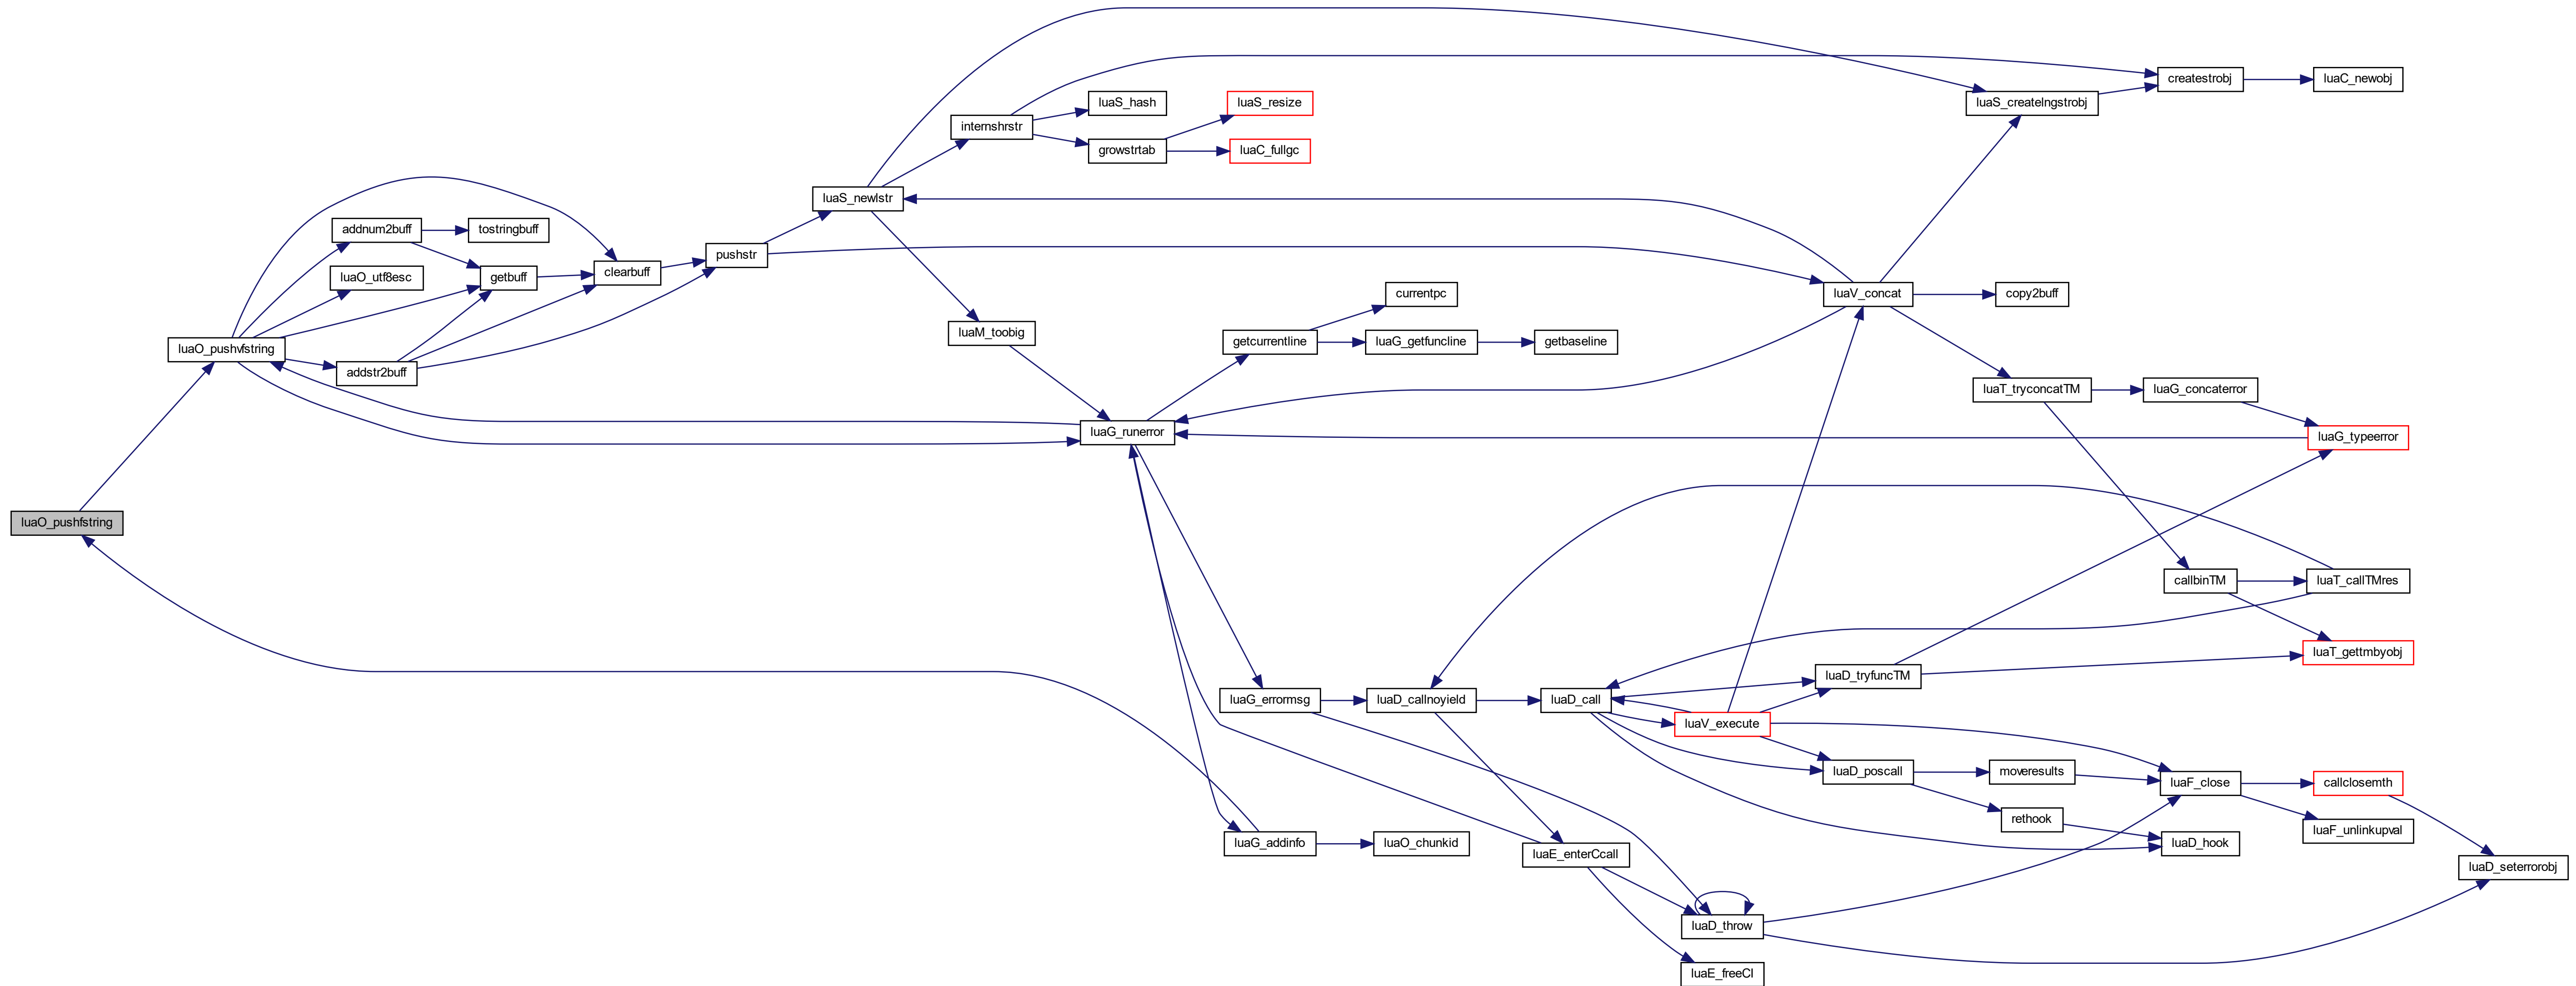 luaO_pushfstring
luaO_pushvfstring
addnum2buff
luaO_utf8esc
addstr2buff
tostringbuff
getbuff
clearbuff
pushstr
luaS_newlstr
internshrstr
luaM_toobig
luaS_hash
growstrtab
luaG_runerror
luaS_resize
luaC_fullgc
getcurrentline
luaG_errormsg
luaG_addinfo
currentpc
luaG_getfuncline
luaD_callnoyield
luaO_chunkid
getbaseline
luaD_call
luaE_enterCcall
luaV_execute
luaD_throw
luaE_freeCI
luaV_concat
luaD_tryfuncTM
luaD_poscall
luaS_createlngstrobj
copy2buff
luaT_tryconcatTM
moveresults
rethook
createstrobj
luaG_concaterror
callbinTM
luaF_close
luaD_hook
luaC_newobj
luaG_typeerror
luaT_callTMres
luaT_gettmbyobj
callclosemth
luaF_unlinkupval
luaD_seterrorobj